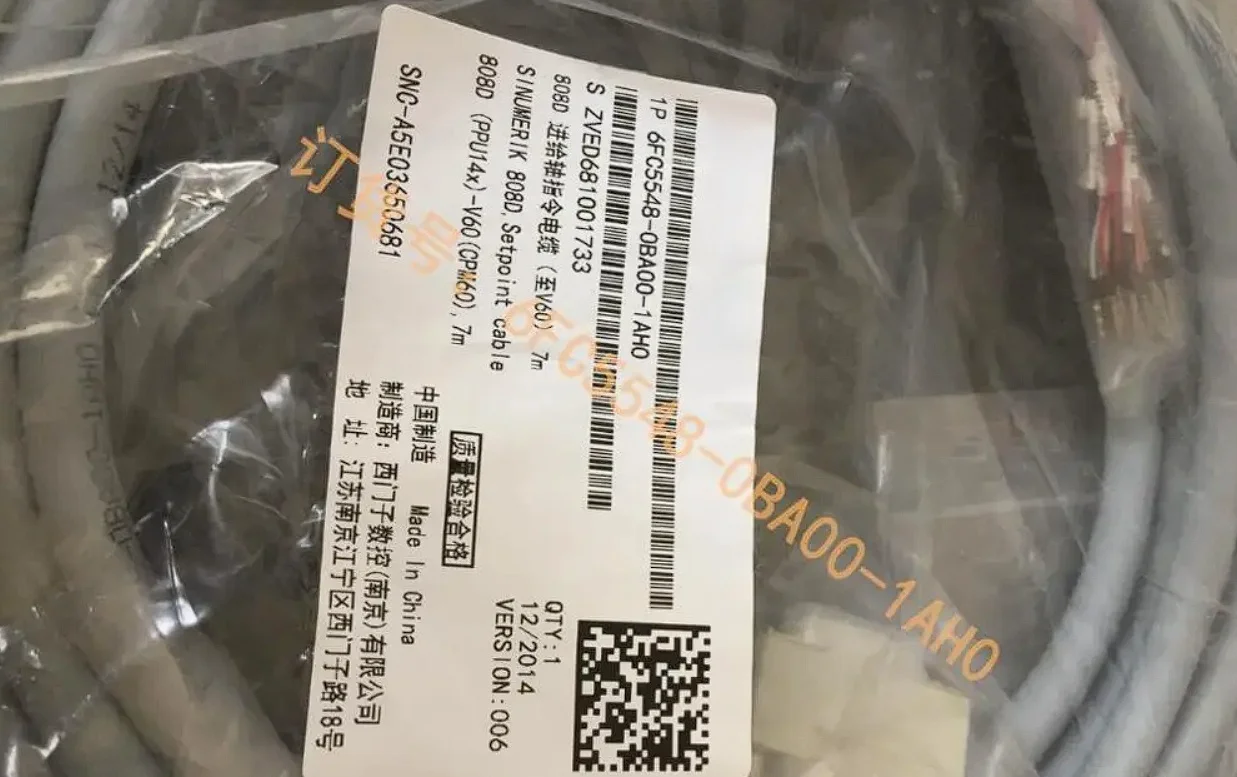 1P 6FC5548-0BA00-1AH0
S ZVED681001733
808D 进给轴指令电缆 (至V60) 7m
SINUMERIK 808D,Setpoint cable
808D (PPU14x)-V60(CPM60),7m
SNC-A5E03650681
质量检验合格
中国制造 Made In China
制造商: 西门子数控(南京)有限公司
地 址: 江苏南京江宁区西门子路18号
QTY:1
12/2014
VERSION:006
订货号:6FC5548-0BA00-1AH0
12/14